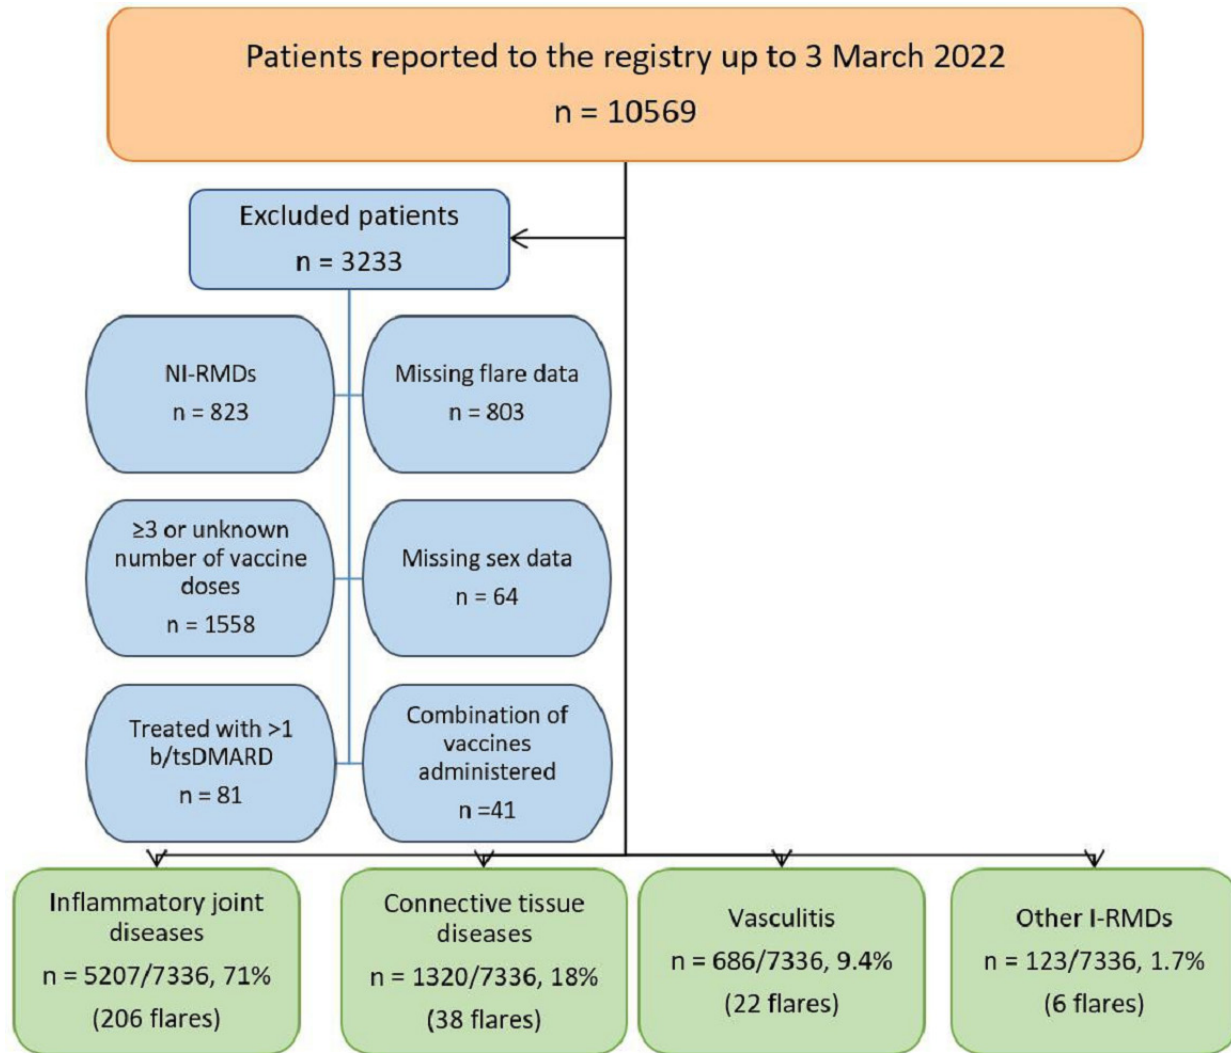 Patients reported to the registry up to 3 March 2022
n = 10569
Excluded patients
n = 3233
NI-RMDs
n = 823
Missing flare data
n = 803
≥3 or unknown
number of vaccine
doses
n = 1558
Missing sex data
n = 64
Treated with >1
b/tsDMARD
n = 81
Combination of
vaccines
administered
n =41
Inflammatory joint
diseases
n = 5207/7336, 71%
(206 flares)
Connective tissue
diseases
n = 1320/7336, 18%
(38 flares)
Vasculitis
n = 686/7336, 9.4%
(22 flares)
Other I-RMDs
n = 123/7336, 1.7%
(6 flares)